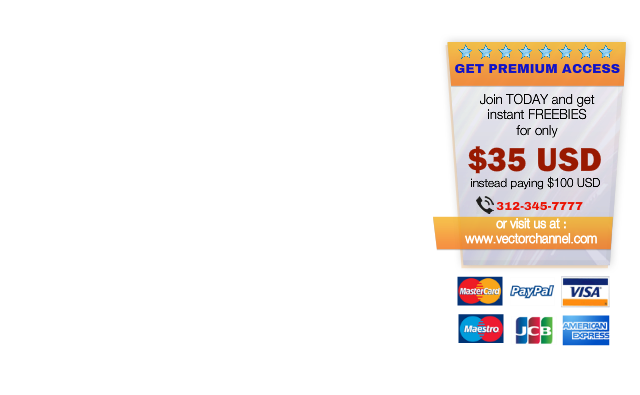 GET PREMIUM ACCESS
Join TODAY and get
instant FREEBIES
for only
$35 USD
instead paying $100 USD
312-345-7777
or visit us at :
www.vectorchannel.com
MasterCard PayPal VISA
Maestro JCB AMERICAN
EXPRESS